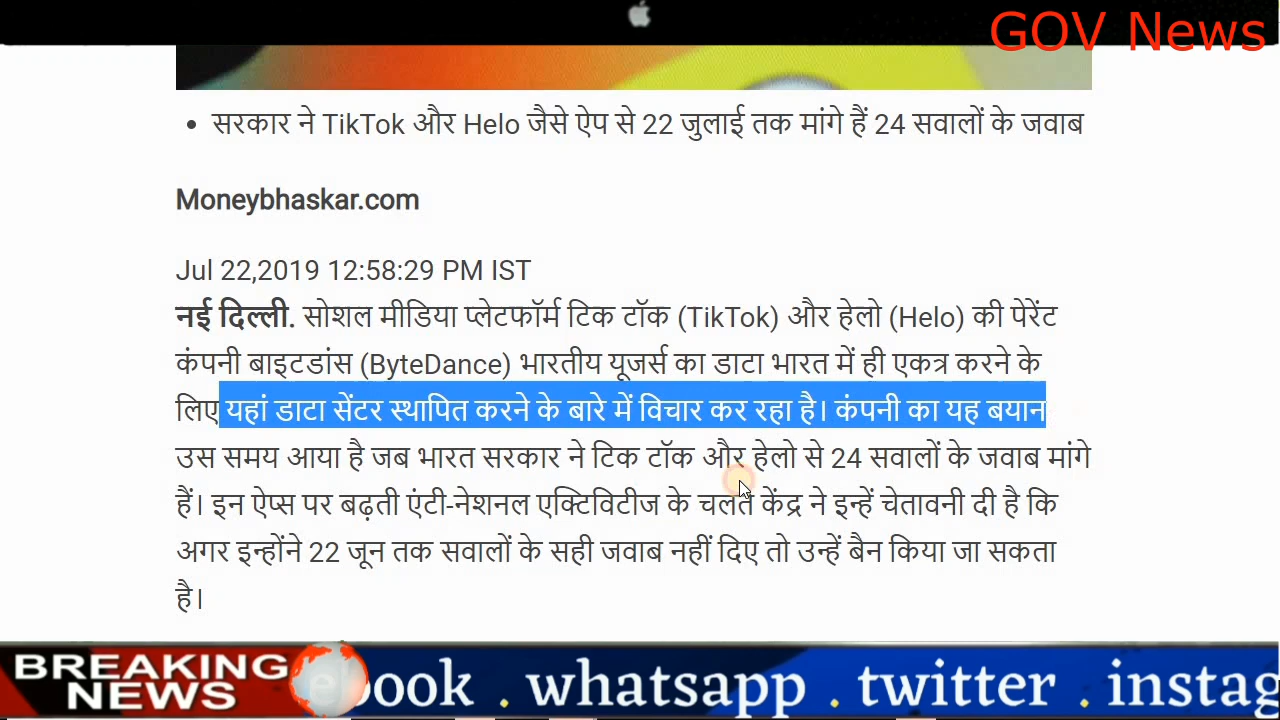 GOV News
सरकार ने TikTok और Helo जैसे ऐप से 22 जुलाई तक मांगे हैं 24 सवालों के जवाब
Moneybhaskar.com
Jul 22,2019 12:58:29 PM IST
नई दिल्ली. सोशल मीडिया प्लेटफॉर्म टिक टॉक (TikTok) और हेलो (Helo) की पेरेंट
कंपनी बाइटडांस (ByteDance) भारतीय यूजर्स का डाटा भारत में ही एकत्र करने के
लिए यहां डाटा सेंटर स्थापित करने के बारे में विचार कर रहा है। कंपनी का यह बयान
उस समय आया है जब भारत सरकार ने टिक टॉक और हेलो से 24 सवालों के जवाब मांगे
हैं। इन ऐप्स पर बढ़ती एंटी-नेशनल एक्टिविटीज के चलते केंद्र ने इन्हें चेतावनी दी है कि
अगर इन्होंने 22 जून तक सवालों के सही जवाब नहीं दिए तो उन्हें बैन किया जा सकता
है।
BREAKING NEWS
ebook . whatsapp . twitter . instag